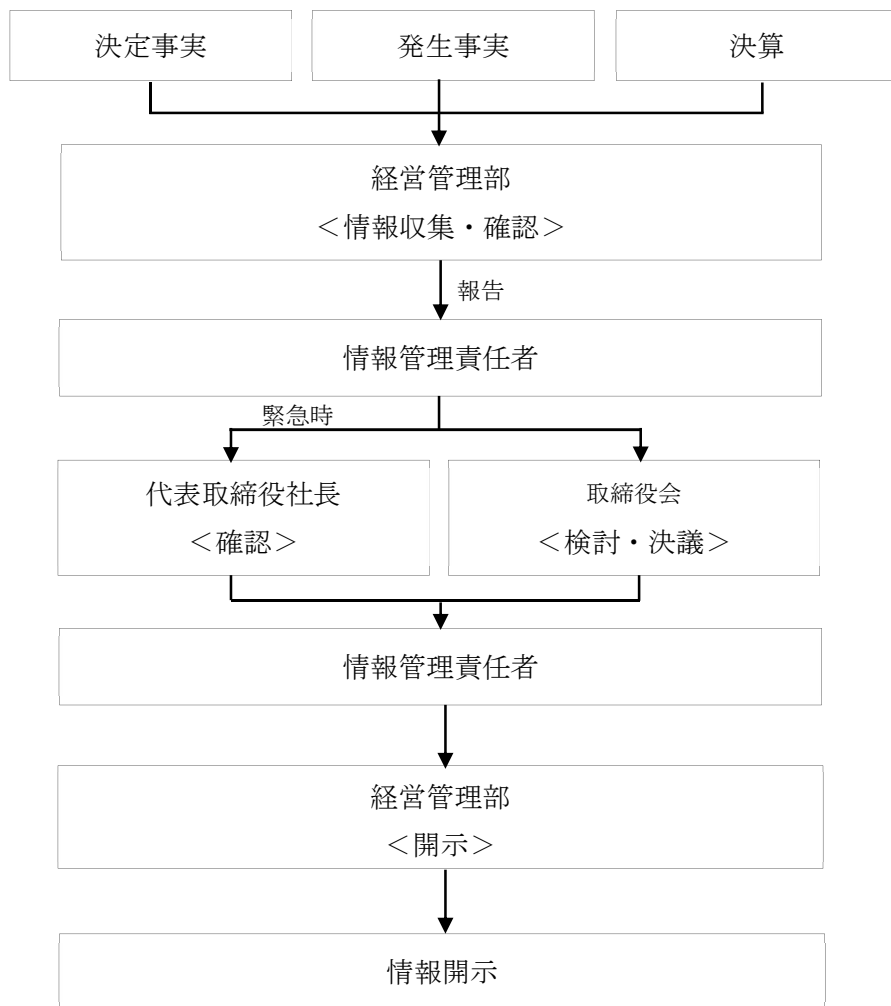 決定事実
発生事実
決算
経営管理部
＜情報収集・確認＞
報告
情報管理責任者
緊急時
代表取締役社長
＜確認＞
取締役会
＜検討・決議＞
情報管理責任者
経営管理部
＜開示＞
情報開示